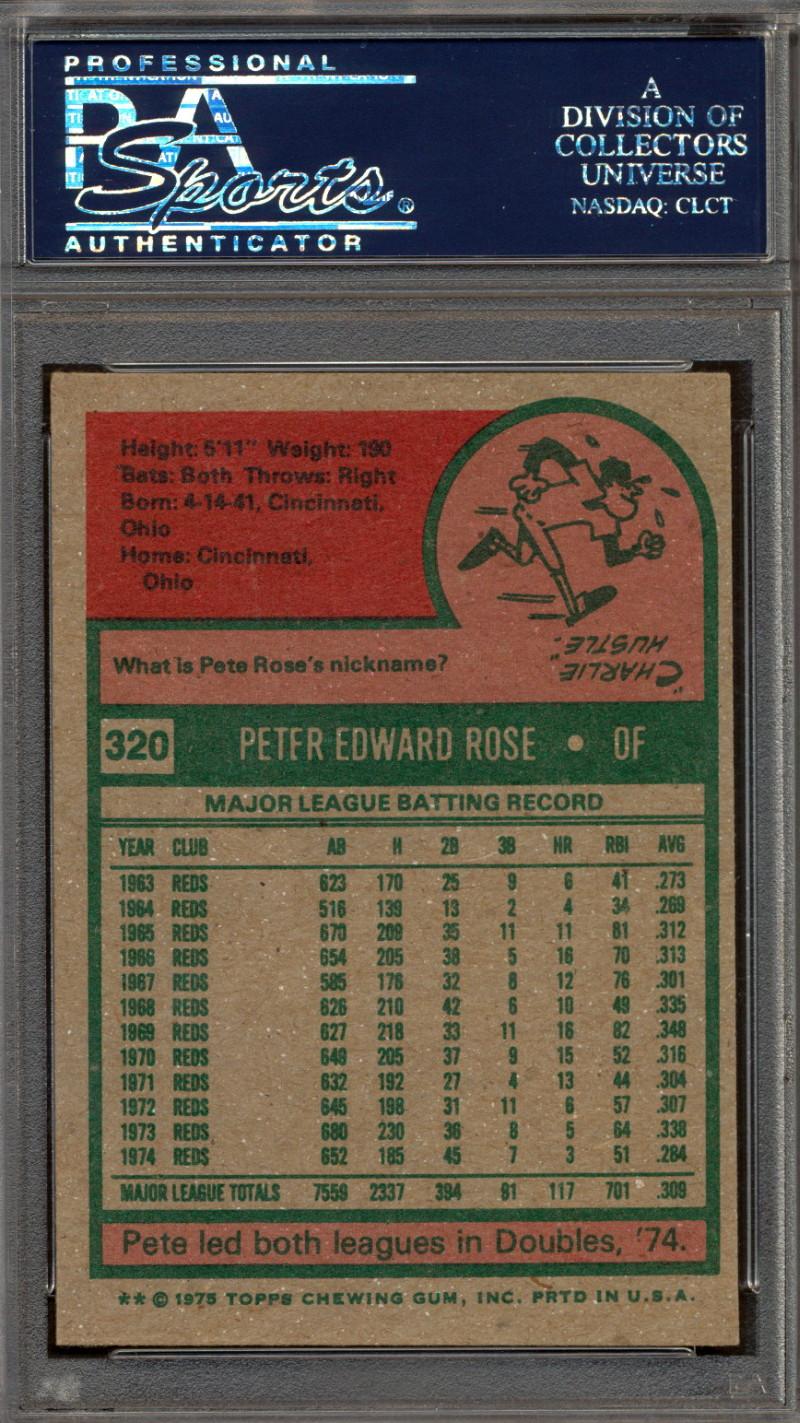 PROFESSIONAL
PSA
Sports®
AUTHENTICATOR
A
DIVISION OF
COLLECTORS
UNIVERSE
NASDAQ: CLCT
Height: 5'11" Weight: 190
Bats: Both Throws: Right
Born: 4-14-41, Cincinnati,
Ohio
Home: Cincinnati,
Ohio
What is Pete Rose's nickname?
"CHARLIE
HUSTLE".
320 PETER EDWARD ROSE • OF
MAJOR LEAGUE BATTING RECORD
YEAR CLUB AB H 2B 3B HR RBI AVG
1963 REDS 623 170 25 9 6 41 .273
1964 REDS 516 139 13 2 4 34 .269
1965 REDS 670 209 35 11 11 81 .312
1966 REDS 654 205 38 5 16 70 .313
1967 REDS 585 176 32 8 12 76 .301
1968 REDS 626 210 42 6 10 49 .335
1969 REDS 627 218 33 11 16 82 .348
1970 REDS 649 205 37 9 15 52 .316
1971 REDS 632 192 27 4 13 44 .304
1972 REDS 645 198 31 11 6 57 .307
1973 REDS 680 230 36 8 5 64 .338
1974 REDS 652 185 45 7 3 51 .284
MAJOR LEAGUE TOTALS 7559 2337 394 91 117 701 .309
Pete led both leagues in Doubles, '74.
** © 1975 TOPPS CHEWING GUM, INC. PRTD IN U.S.A.